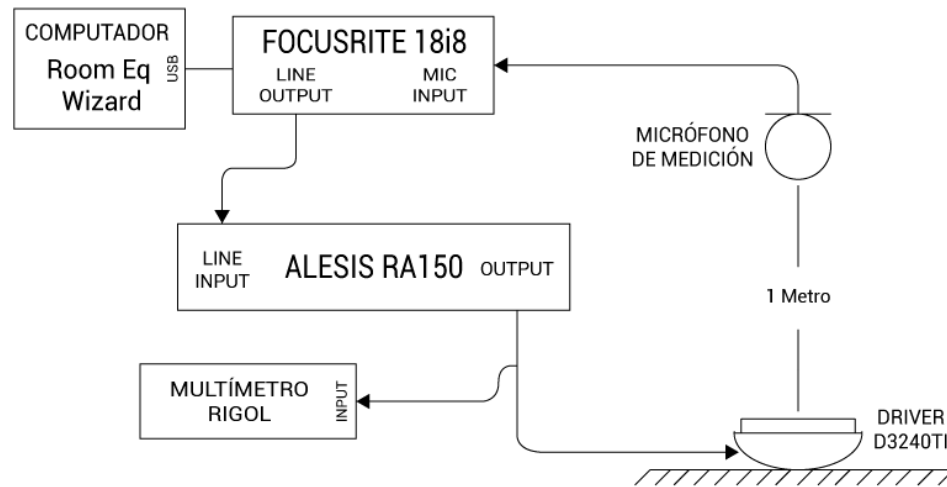 COMPUTADOR
Room Eq
Wizard
USB
FOCUSRITE 18i8
LINE
OUTPUT
MIC
INPUT
MICRÓFONO
DE MEDICIÓN
LINE
INPUT
ALESIS RA150
OUTPUT
1 Metro
MULTÍMETRO
RIGOL
INPUT
DRIVER
D3240TI